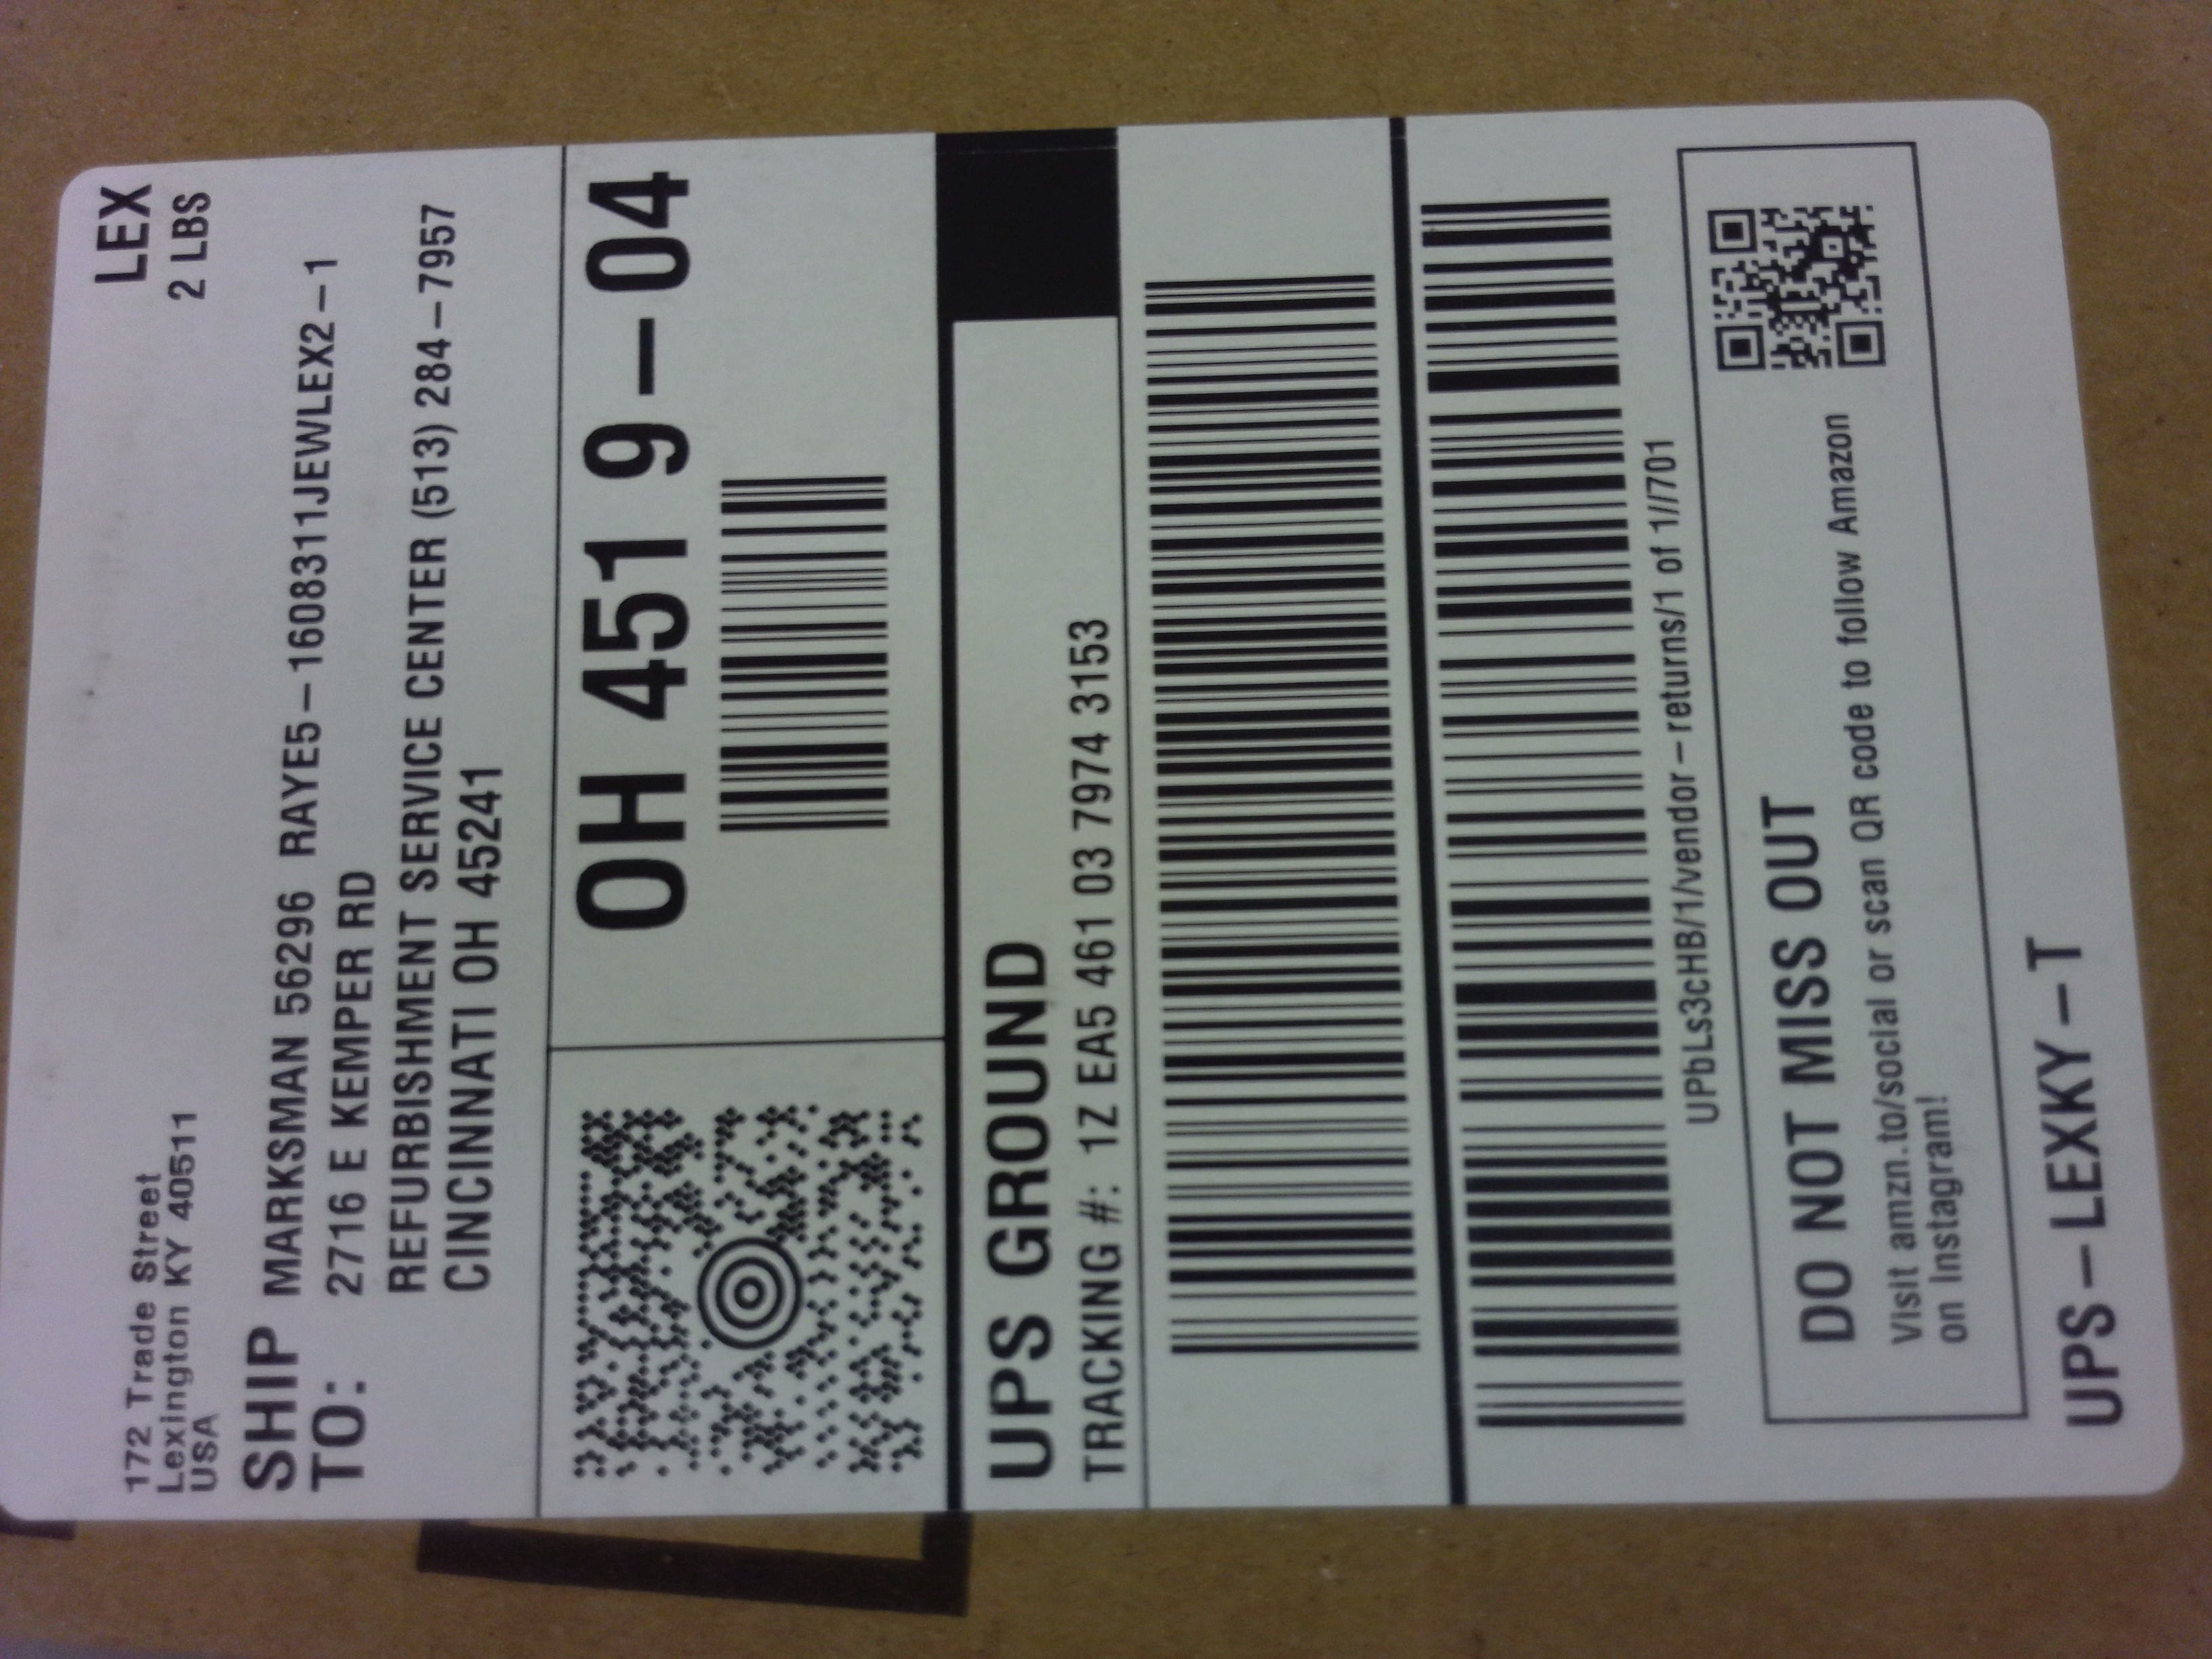 LEX
2 LBS
172 Trade Street
Lexington KY 40511
USA
SHIP TO:
MARKSMAN 56296 RAYE5-1608311JEWLEX2-1
2716 E KEMPER RD
REFURBISHMENT SERVICE CENTER (513) 284-7957
CINCINNATI OH 45241
OH 451 9-04
UPS GROUND
TRACKING #: 1Z EA5 461 03 7974 3153
UPbLs3cHB/1/vendor-returns/1 of 1//701
DO NOT MISS OUT
Visit amzn.to/social or scan QR code to follow Amazon
on Instagram!
UPS-LEXKY-T